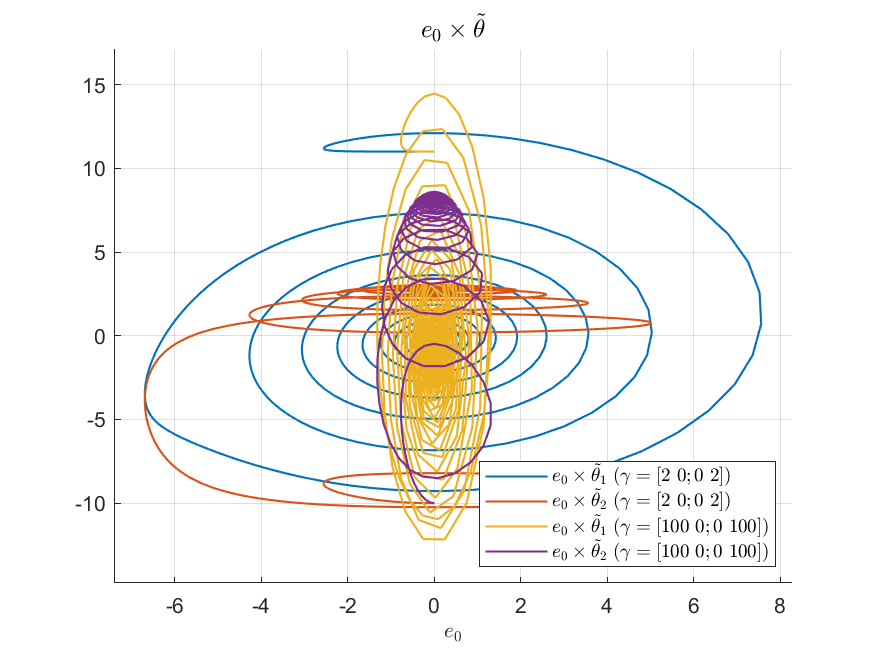 e₀ × θ̃
15
10
5
0
-5
-10
-6
-4
-2
0
2
4
6
8
e₀
e₀ × θ̃₁ (γ = [2 0; 0 2])
e₀ × θ̃₂ (γ = [2 0; 0 2])
e₀ × θ̃₁ (γ = [100 0; 0 100])
e₀ × θ̃₂ (γ = [100 0; 0 100])